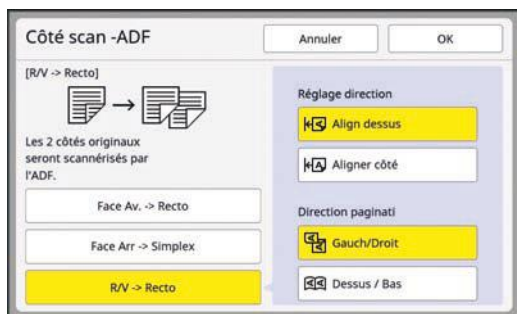 Côté scan -ADF
Annuler
OK
[R/V -> Recto]
Les 2 côtés originaux
seront scannérisés par
l'ADF.
Face Av. -> Recto
Face Arr -> Simplex
R/V -> Recto
Réglage direction
Align dessus
Aligner côté
Direction paginati
Gauch/Droit
Dessus / Bas